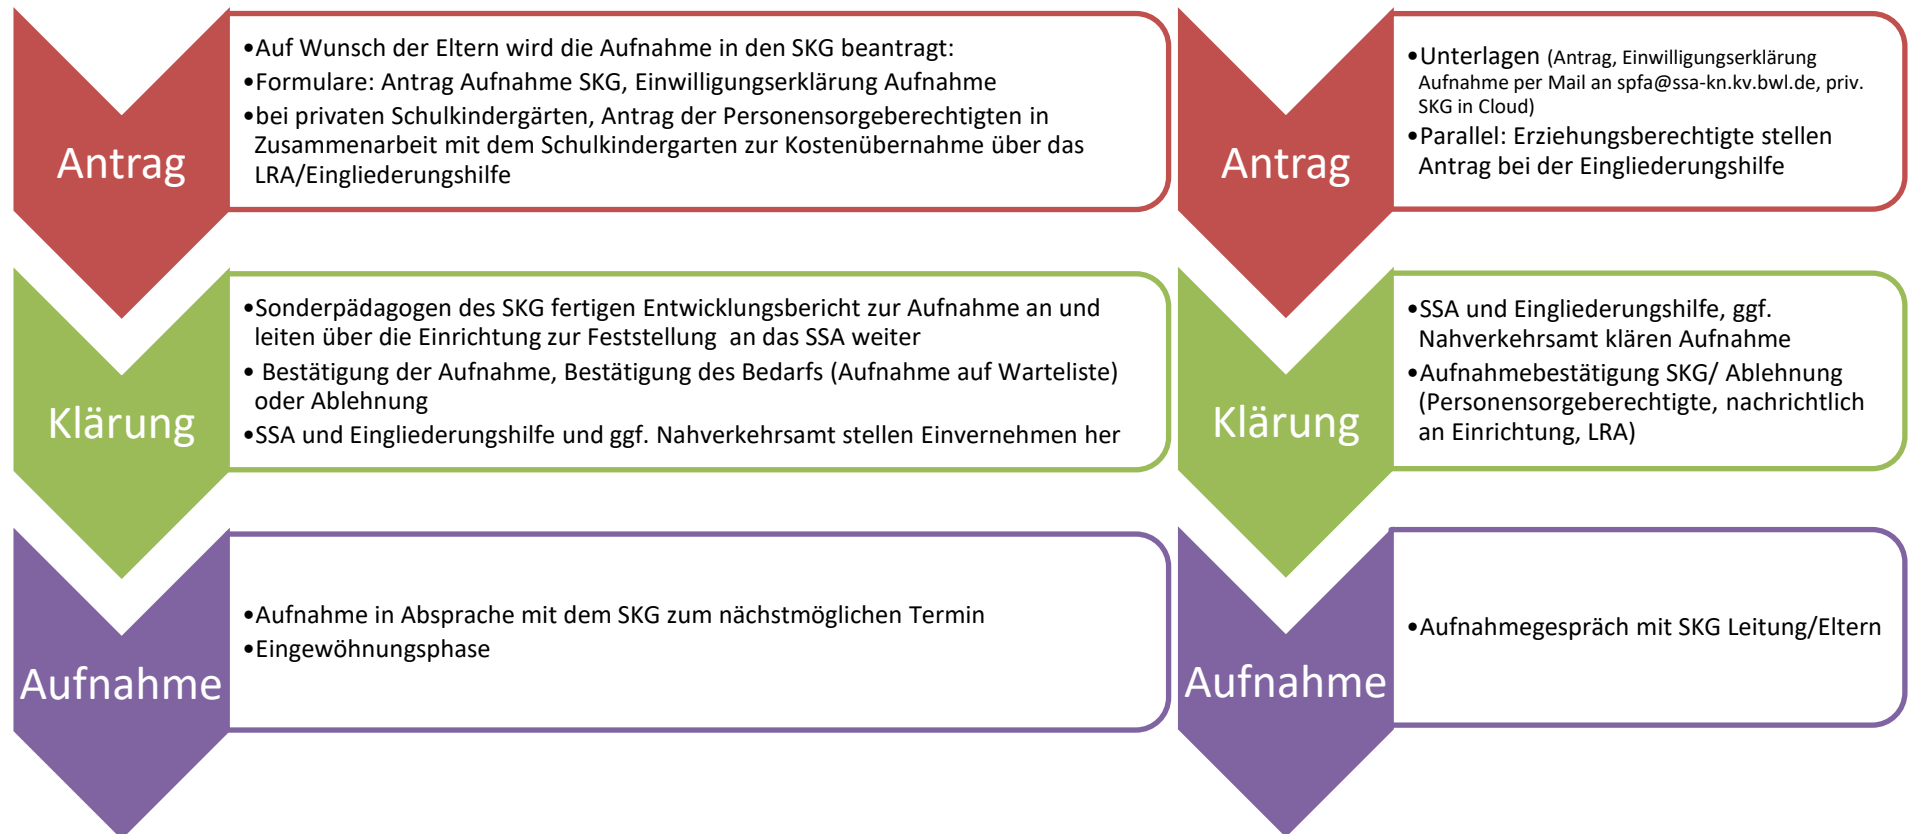 Antrag
•Auf Wunsch der Eltern wird die Aufnahme in den SKG beantragt:
•Formulare: Antrag Aufnahme SKG, Einwilligungserklärung Aufnahme
•bei privaten Schulkindergärten, Antrag der Personensorgeberechtigten in
Zusammenarbeit mit dem Schulkindergarten zur Kostenübernahme über das
LRA/Eingliederungshilfe
Klärung
•Sonderpädagogen des SKG fertigen Entwicklungsbericht zur Aufnahme an und
leiten über die Einrichtung zur Feststellung an das SSA weiter
• Bestätigung der Aufnahme, Bestätigung des Bedarfs (Aufnahme auf Warteliste)
oder Ablehnung
•SSA und Eingliederungshilfe und ggf. Nahverkehrsamt stellen Einvernehmen her
Aufnahme
•Aufnahme in Absprache mit dem SKG zum nächstmöglichen Termin
•Eingewöhnungsphase
Antrag
•Unterlagen (Antrag, Einwilligungserklärung
Aufnahme per Mail an spfa@ssa-kn.kv.bwl.de, priv.
SKG in Cloud)
•Parallel: Erziehungsberechtigte stellen
Antrag bei der Eingliederungshilfe
Klärung
•SSA und Eingliederungshilfe, ggf.
Nahverkehrsamt klären Aufnahme
•Aufnahmebestätigung SKG/ Ablehnung
(Personensorgeberechtigte, nachrichtlich
an Einrichtung, LRA)
Aufnahme
•Aufnahmegespräch mit SKG Leitung/Eltern